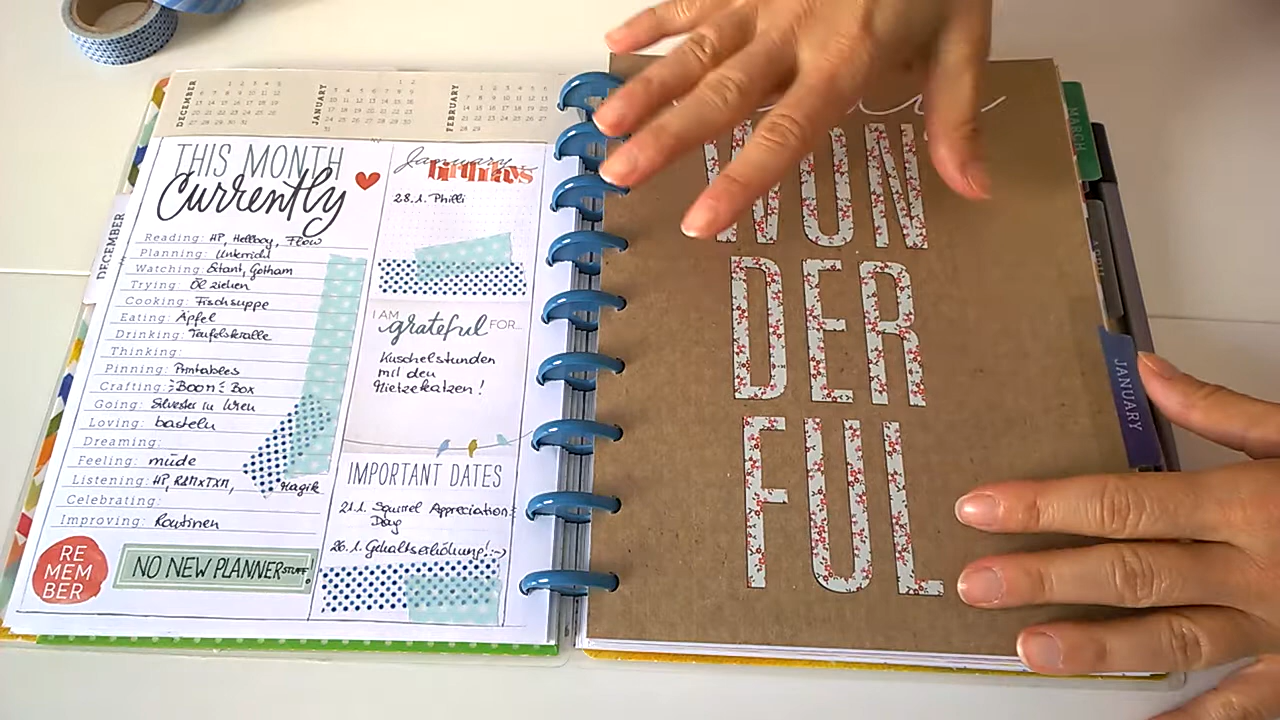 DECEMBER
JANUARY
FEBRUARY
THIS MONTH
Currently
Reading: HP, Hellboy, Flow
Planning: Unterricht
Watching: &tant, Gotham
Trying: Öl ziehen
Cooking: Fischsuppe
Eating: Äpfel
Drinking: Teufelskralle
Thinking:
Pinning: Printables
Crafting: BOOM! Box
Going: Silvester in Wien
Loving: basteln
Dreaming:
Feeling: müde
Listening: HP, Magik
Celebrating:
Improving: Routinen
RE
MEM
BER
NO NEW PLANNER STUFF!
January
birthdays
28.1. Philli
I AM
grateful FOR...
Kuschelstunden
mit den
Mietzekatzen!
IMPORTANT DATES
21.1. Squirrel Appreciation
Day
26.1. Gehaltserhöhung! :-)
DECEMBER
WON
DER
FUL
MARCH
APRIL
JANUARY